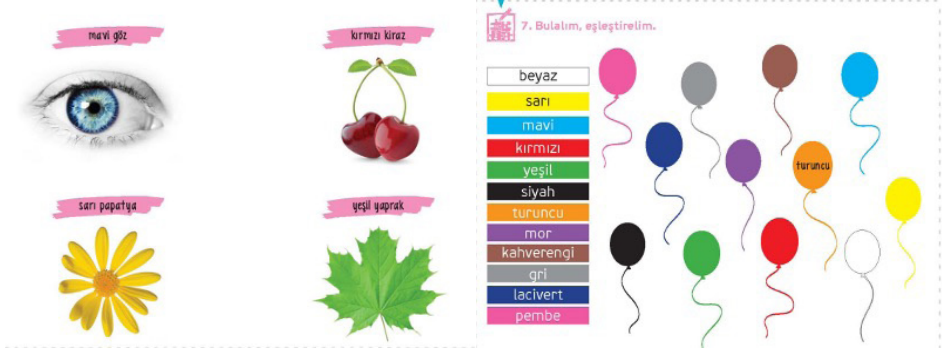 mavi göz
kırmızı kiraz
sarı papatya
yeşil yaprak
7. Bulalım, eşleştirelim.
beyaz
sarı
mavi
kırmızı
yeşil
siyah
turuncu
mor
kahverengi
gri
lacivert
pembe
turuncu